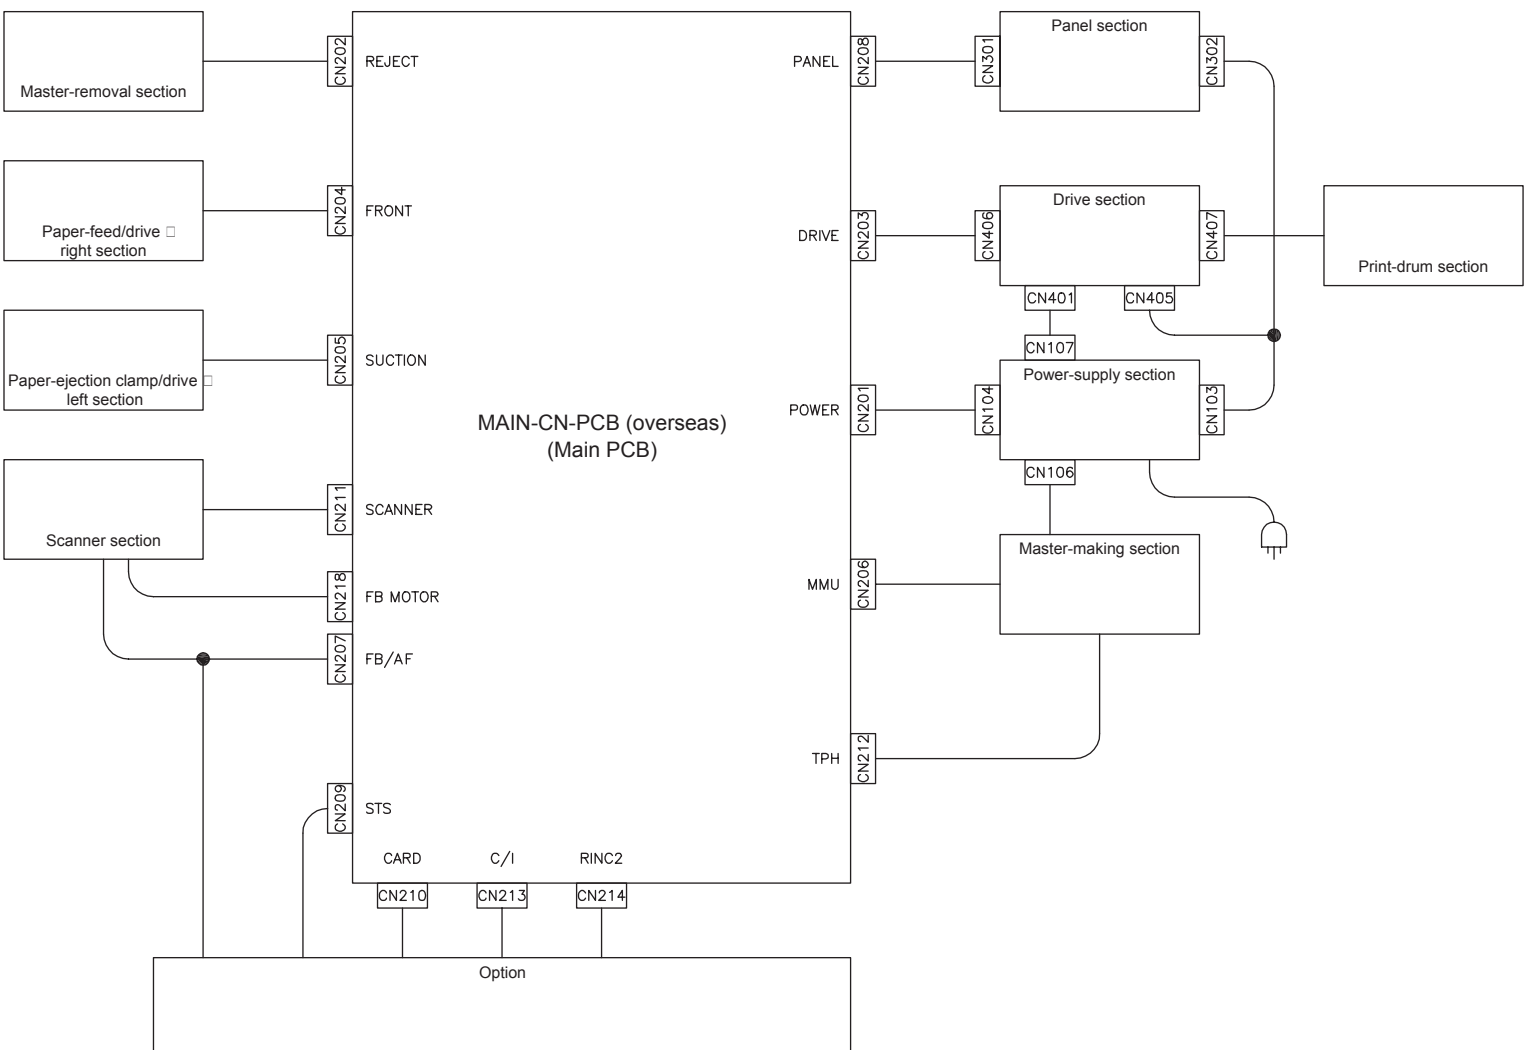 Master-removal section
CN202
REJECT
PANEL
CN208
CN301
Panel section
CN302
Paper-feed/drive □
right section
CN204
FRONT
DRIVE
CN203
CN406
Drive section
CN407
CN401
CN405
Print-drum section
Paper-ejection clamp/drive □
left section
CN205
SUCTION
MAIN-CN-PCB (overseas)
(Main PCB)
POWER
CN201
CN104
CN107
Power-supply section
CN103
CN106
Scanner section
CN211
SCANNER
CN218
FB MOTOR
CN207
FB/AF
MMU
CN206
Master-making section
TPH
CN212
CN209
STS
CARD
C/I
RINC2
CN210
CN213
CN214
Option